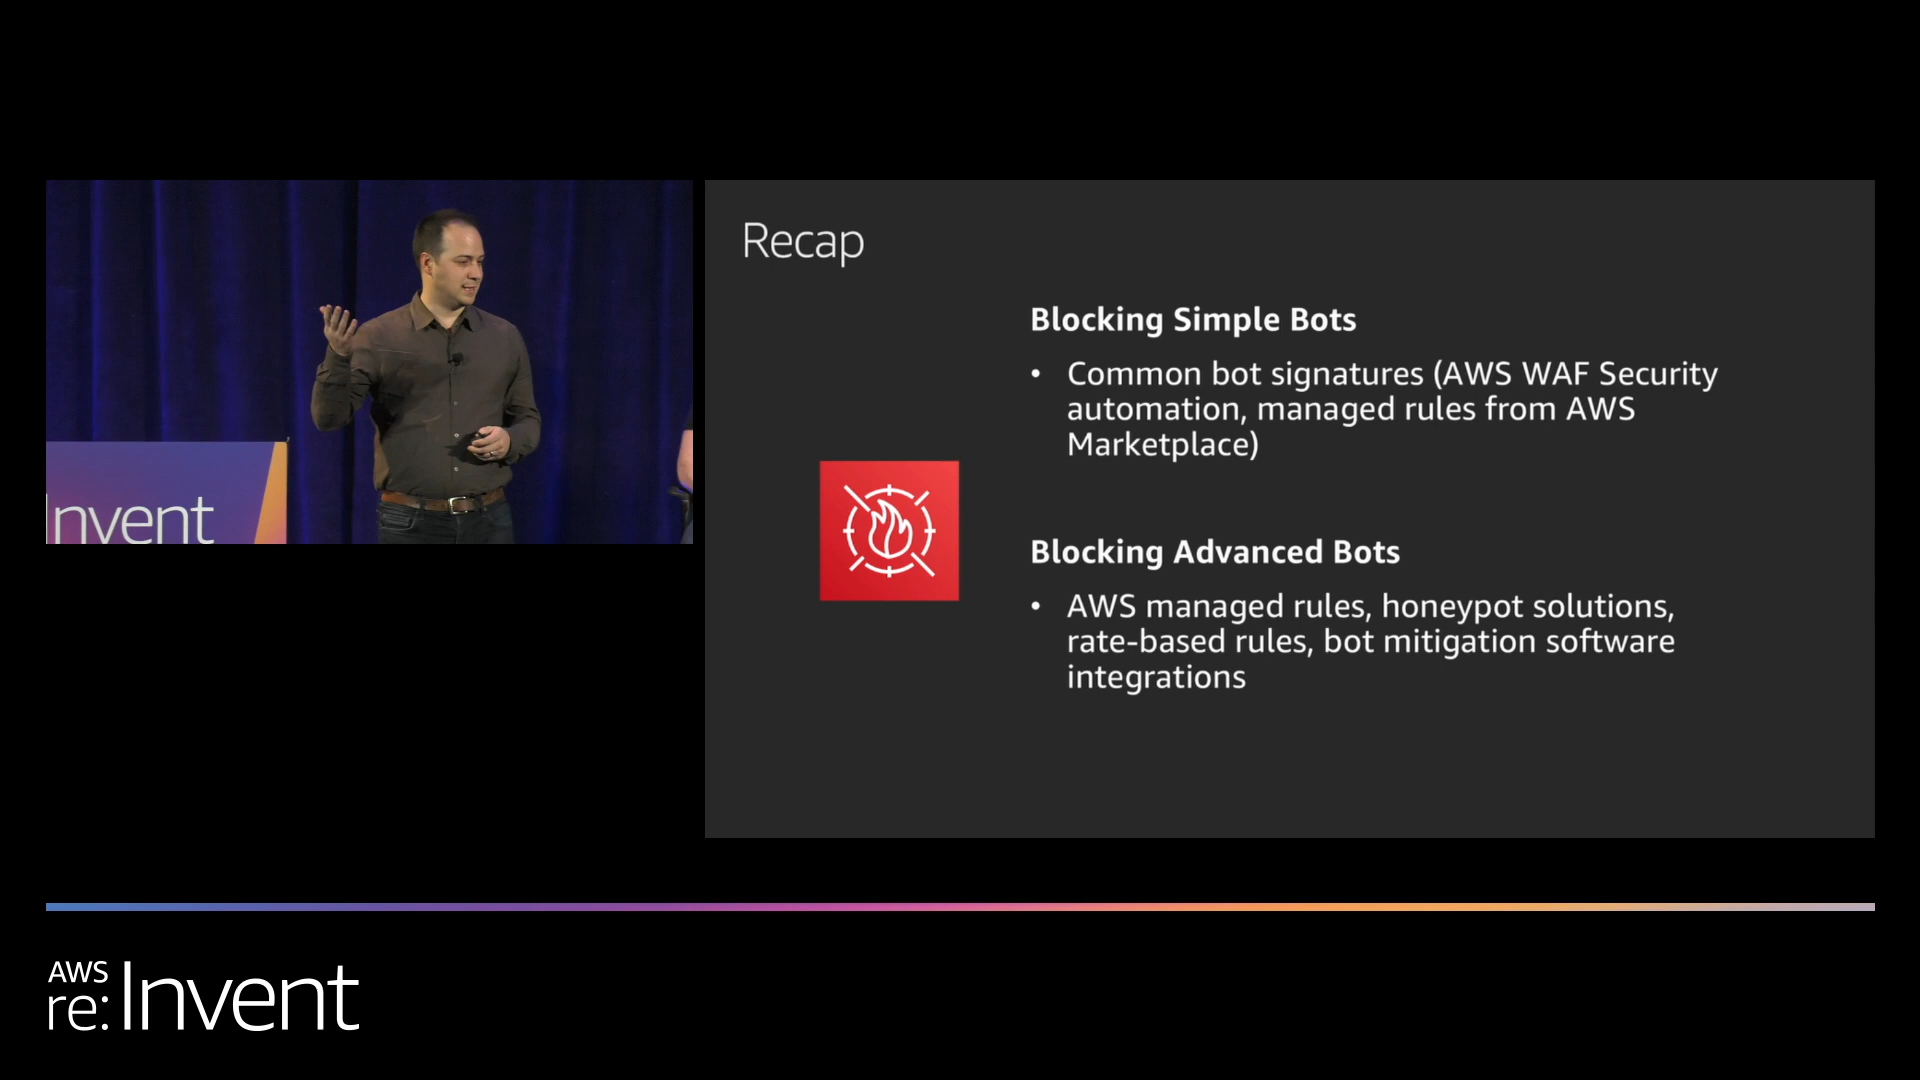 Invent
Recap
Blocking Simple Bots
• Common bot signatures (AWS WAF Security
automation, managed rules from AWS
Marketplace)
Blocking Advanced Bots
• AWS managed rules, honeypot solutions,
rate-based rules, bot mitigation software
integrations
AWS
re:Invent